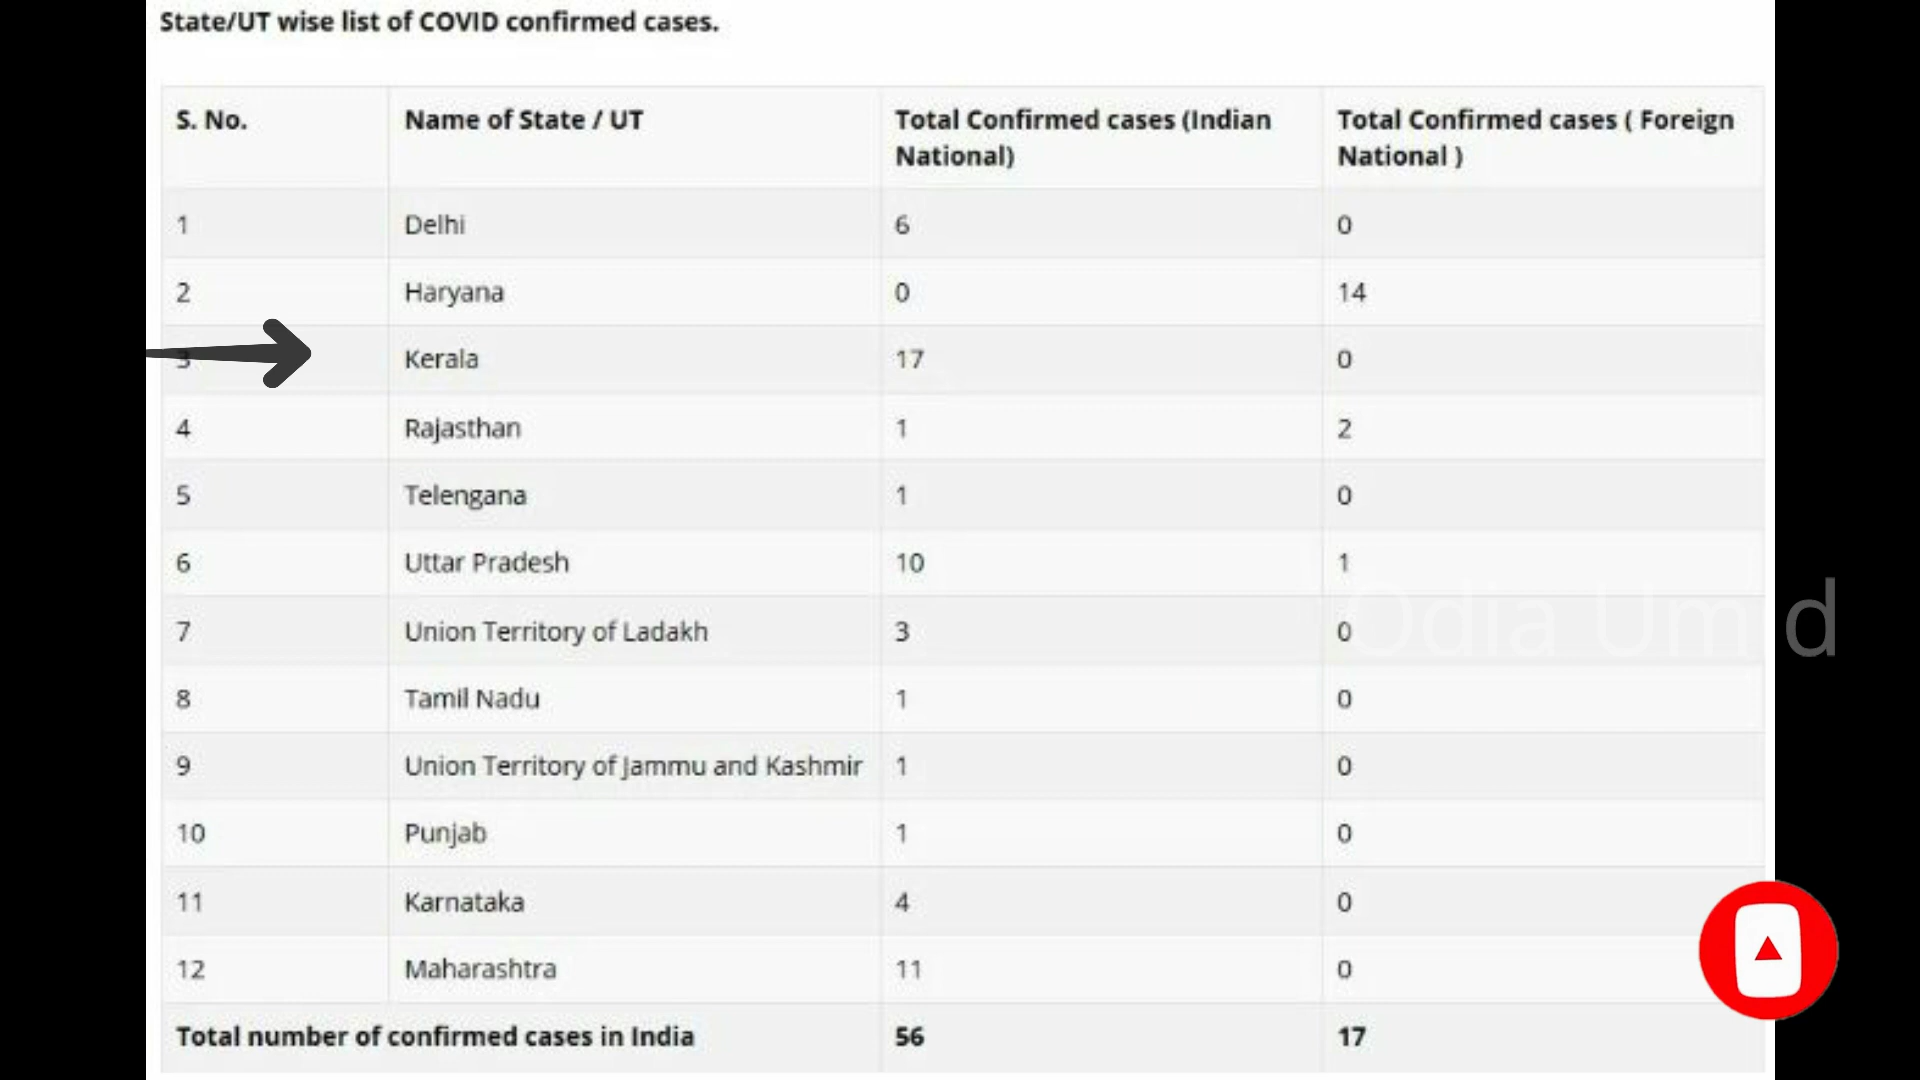 State/UT wise list of COVID confirmed cases.
S. No. Name of State / UT Total Confirmed cases (Indian National) Total Confirmed cases ( Foreign National )
1 Delhi 6 0
2 Haryana 0 14
3 Kerala 17 0
4 Rajasthan 1 2
5 Telengana 1 0
6 Uttar Pradesh 10 1
7 Union Territory of Ladakh 3 0
8 Tamil Nadu 1 0
9 Union Territory of Jammu and Kashmir 1 0
10 Punjab 1 0
11 Karnataka 4 0
12 Maharashtra 11 0
Total number of confirmed cases in India 56 17
Odia Um d